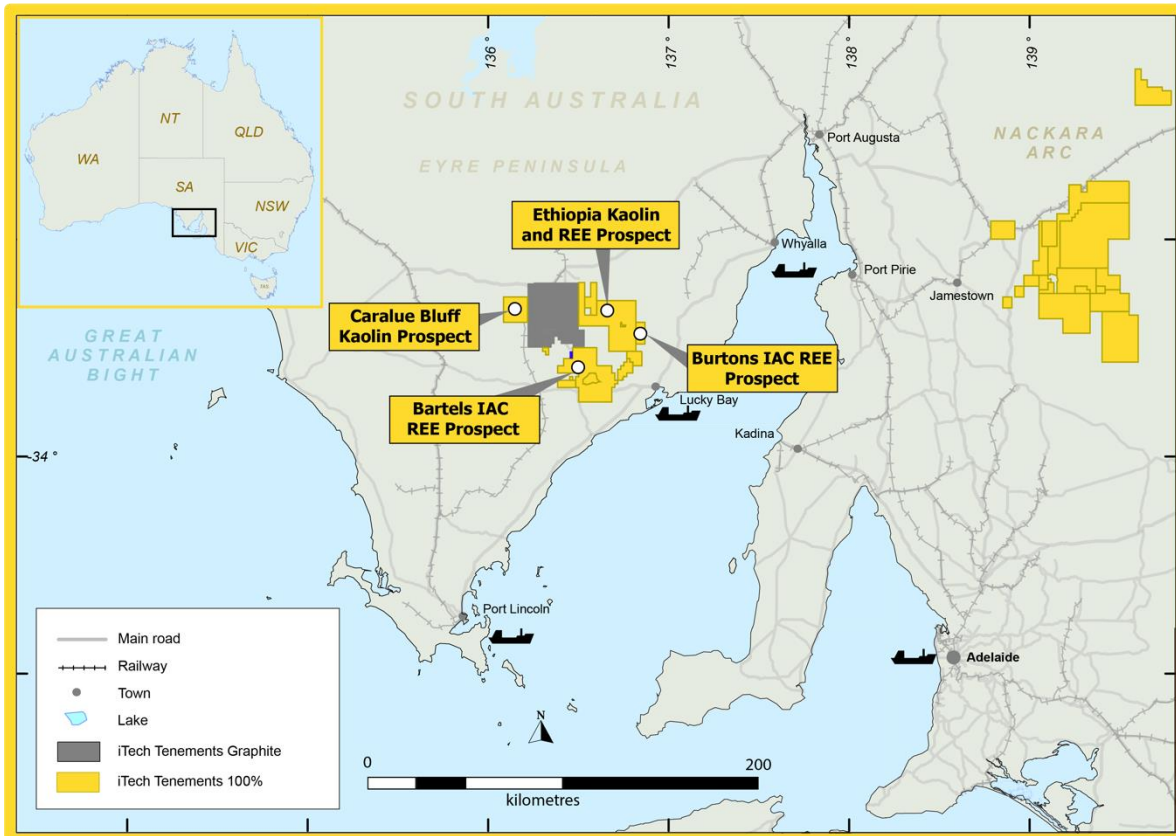 136 °
137
138 °
139
SOUTH AUSTRALIA
EYRE PENINSULA
NACKARA
ARC
NT
QLD
WA
SA
NSW
VIC
TAS
Port Augusta
Ethiopia Kaolin
and REE Prospect
Whyalla
Port Pirie
Jamestown
Caralue Bluff
Kaolin Prospect
GREAT
AUSTRALIAN
BIGHT
Burtons IAC REE
Prospect
Bartels IAC
REE Prospect
Lucky Bay
Kadina
-34 °
Port Lincoln
Adelaide
Main road
Railway
Town
Lake
iTech Tenements Graphite
iTech Tenements 100%
N
0
200
kilometres